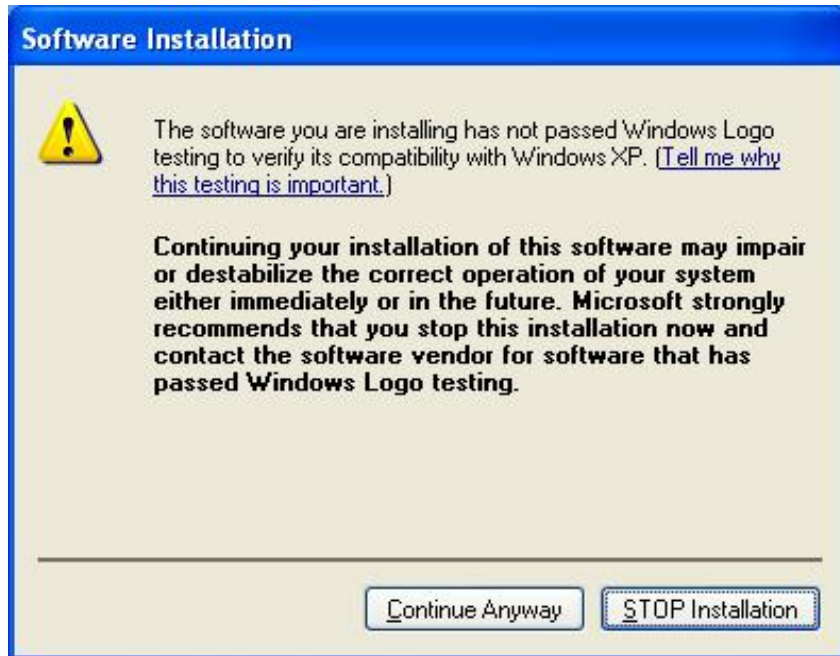 Software Installation
The software you are installing has not passed Windows Logo
testing to verify its compatibility with Windows XP. (Tell me why
this testing is important.)
Continuing your installation of this software may impair
or destabilize the correct operation of your system
either immediately or in the future. Microsoft strongly
recommends that you stop this installation now and
contact the software vendor for software that has
passed Windows Logo testing.
Continue Anyway
STOP Installation